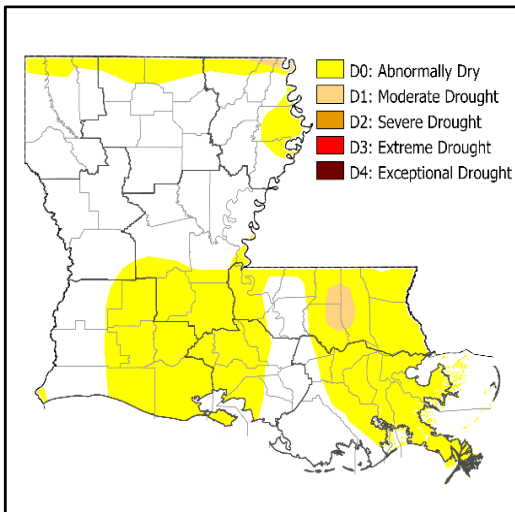 D0: Abnormally Dry
D1: Moderate Drought
D2: Severe Drought
D3: Extreme Drought
D4: Exceptional Drought